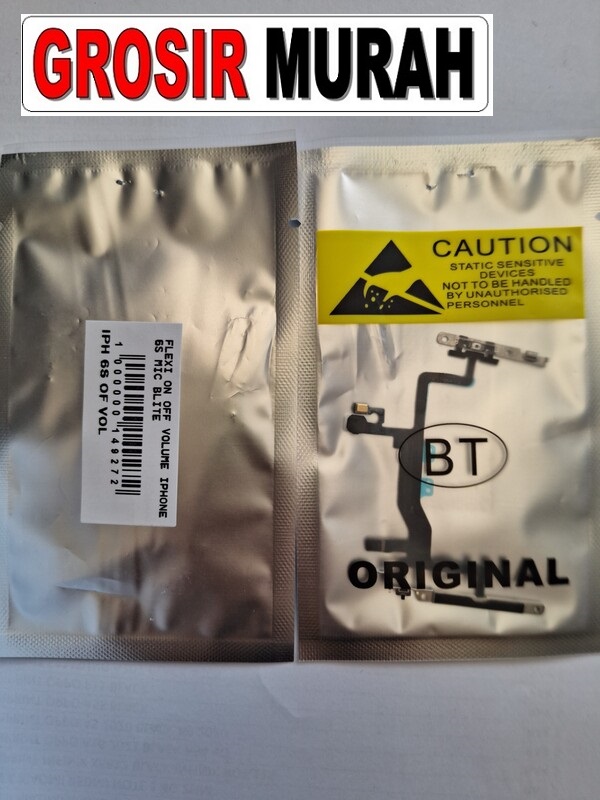 GROSIR MURAH
FLEXI ON OFF VOLUME IPHONE
6S MIC BLITE
1 000000 149272
IPH 6S OF VOL
CAUTION
STATIC SENSITIVE
DEVICES
NOT TO BE HANDLED
BY UNAUTHORISED
PERSONNEL
BT
ORIGINAL